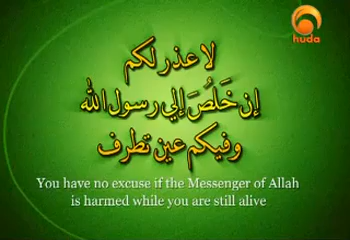 huda
لا عذر لكم
إن خَلُصَ إلي رسول الله
وفيكم عين تطرف
You have no excuse if the Messenger of Allah
is harmed while you are still alive